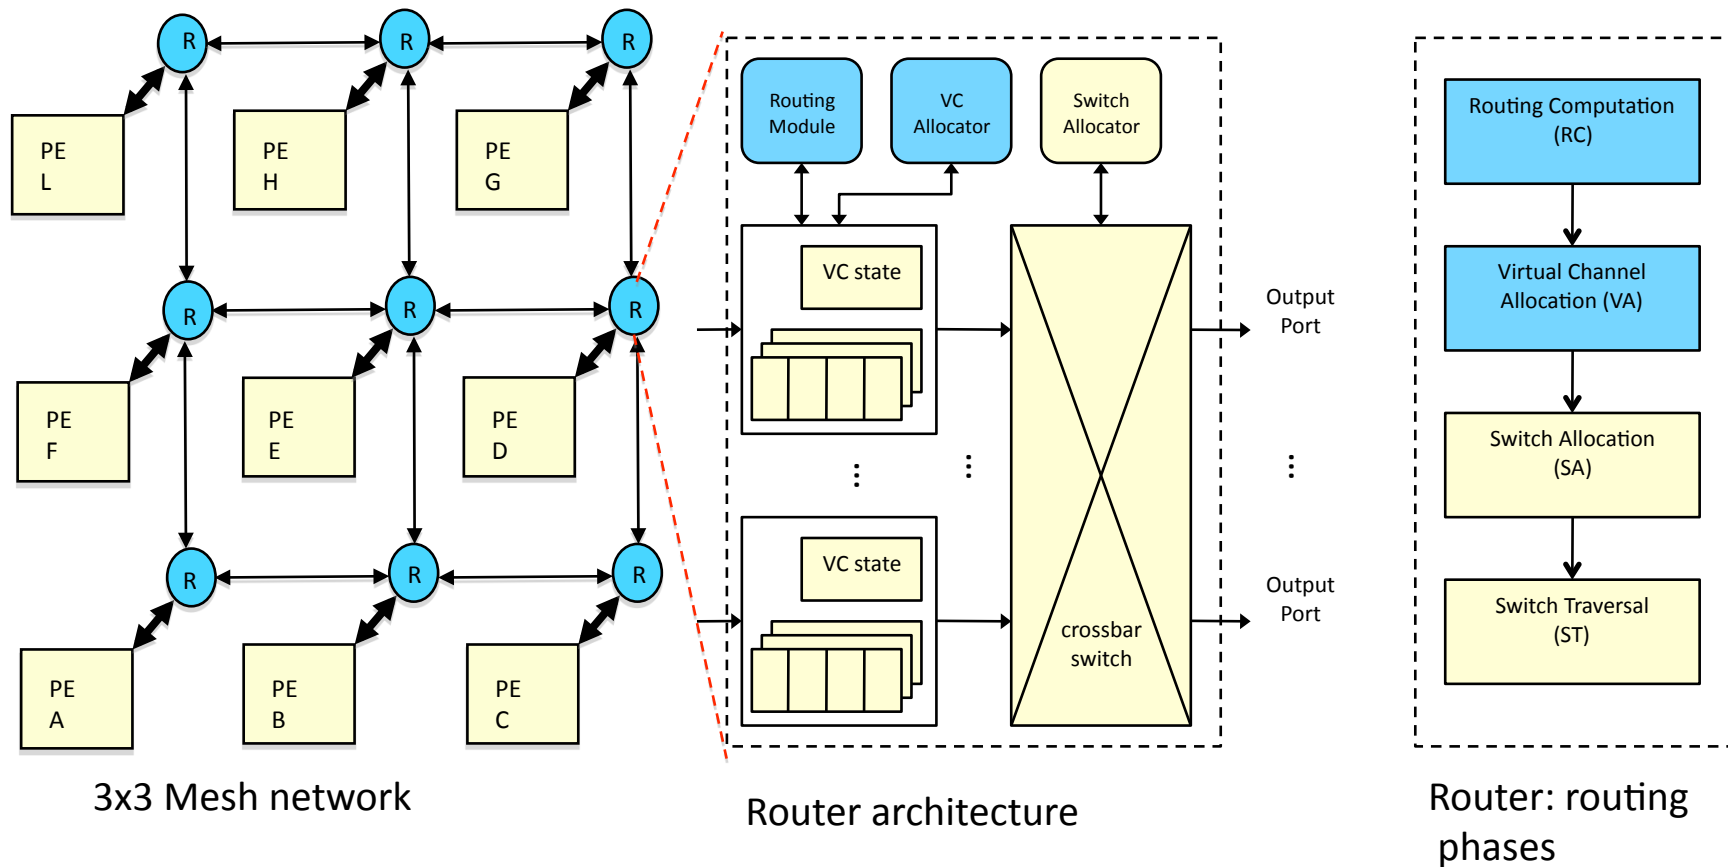 R
R
R
PE
L
PE
H
PE
G
R
R
R
PE
F
PE
E
PE
D
R
R
R
PE
A
PE
B
PE
C
3x3 Mesh network
Routing
Module
VC
Allocator
Switch
Allocator
VC state
Output
Port
VC state
crossbar
switch
Output
Port
Router architecture
Routing Computation
(RC)
Virtual Channel
Allocation (VA)
Switch Allocation
(SA)
Switch Traversal
(ST)
Router: routing
phases